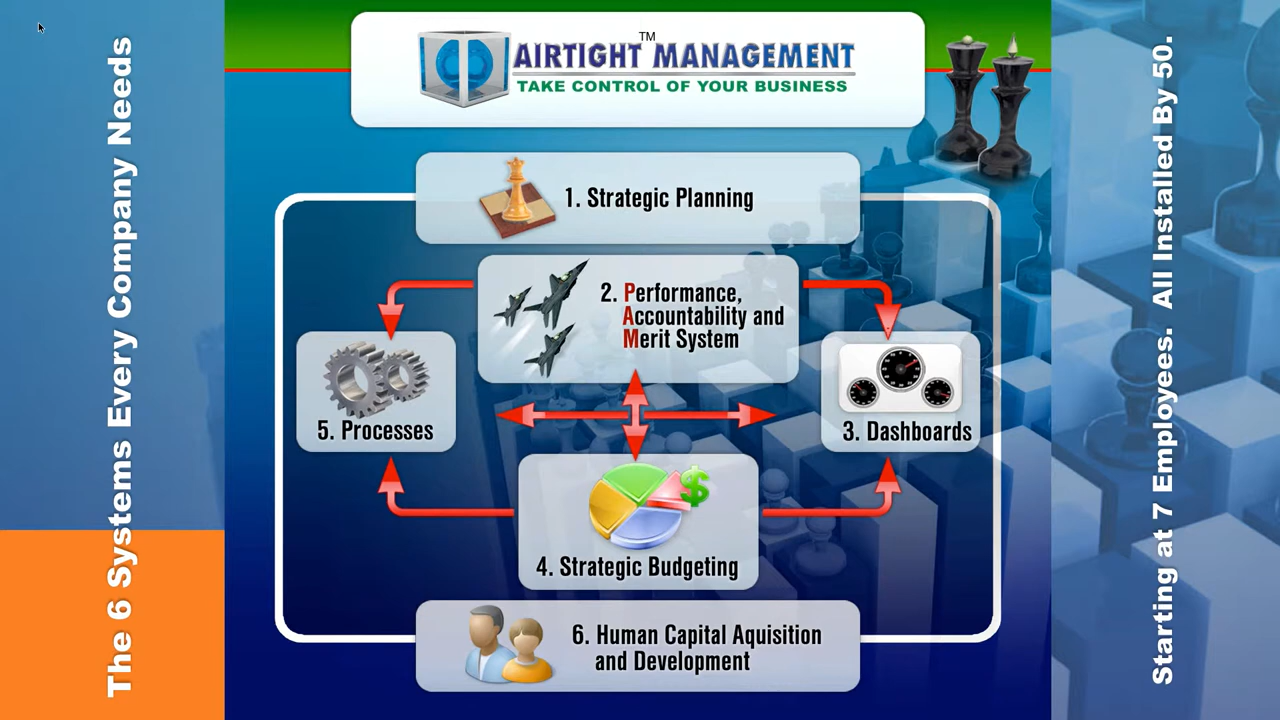 The 6 Systems Every Company Needs
TM
AIRTIGHT MANAGEMENT
TAKE CONTROL OF YOUR BUSINESS
1. Strategic Planning
2. Performance,
Accountability and
Merit System
5. Processes
3. Dashboards
$
4. Strategic Budgeting
6. Human Capital Aquisition
and Development
Starting at 7 Employees. All Installed By 50.